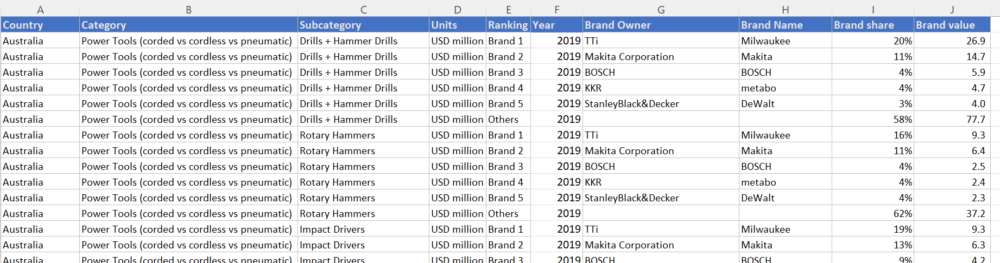 A B C D E F G H I J
Country Category Subcategory Units Ranking Year Brand Owner Brand Name Brand share Brand value
Australia Power Tools (corded vs cordless vs pneumatic) Drills + Hammer Drills USD million Brand 1 2019 TTi Milwaukee 20% 26.9
Australia Power Tools (corded vs cordless vs pneumatic) Drills + Hammer Drills USD million Brand 2 2019 Makita Corporation Makita 11% 14.7
Australia Power Tools (corded vs cordless vs pneumatic) Drills + Hammer Drills USD million Brand 3 2019 BOSCH BOSCH 4% 5.9
Australia Power Tools (corded vs cordless vs pneumatic) Drills + Hammer Drills USD million Brand 4 2019 KKR metabo 4% 4.7
Australia Power Tools (corded vs cordless vs pneumatic) Drills + Hammer Drills USD million Brand 5 2019 StanleyBlack&Decker DeWalt 3% 4.0
Australia Power Tools (corded vs cordless vs pneumatic) Drills + Hammer Drills USD million Others 2019 58% 77.7
Australia Power Tools (corded vs cordless vs pneumatic) Rotary Hammers USD million Brand 1 2019 TTi Milwaukee 16% 9.3
Australia Power Tools (corded vs cordless vs pneumatic) Rotary Hammers USD million Brand 2 2019 Makita Corporation Makita 11% 6.4
Australia Power Tools (corded vs cordless vs pneumatic) Rotary Hammers USD million Brand 3 2019 BOSCH BOSCH 4% 2.5
Australia Power Tools (corded vs cordless vs pneumatic) Rotary Hammers USD million Brand 4 2019 KKR metabo 4% 2.4
Australia Power Tools (corded vs cordless vs pneumatic) Rotary Hammers USD million Brand 5 2019 StanleyBlack&Decker DeWalt 4% 2.3
Australia Power Tools (corded vs cordless vs pneumatic) Rotary Hammers USD million Others 2019 62% 37.2
Australia Power Tools (corded vs cordless vs pneumatic) Impact Drivers USD million Brand 1 2019 TTi Milwaukee 19% 9.3
Australia Power Tools (corded vs cordless vs pneumatic) Impact Drivers USD million Brand 2 2019 Makita Corporation Makita 13% 6.3
Australia Power Tools (corded vs cordless vs pneumatic) Impact Drivers USD million Brand 3 2019 BOSCH BOSCH 9% 4.2